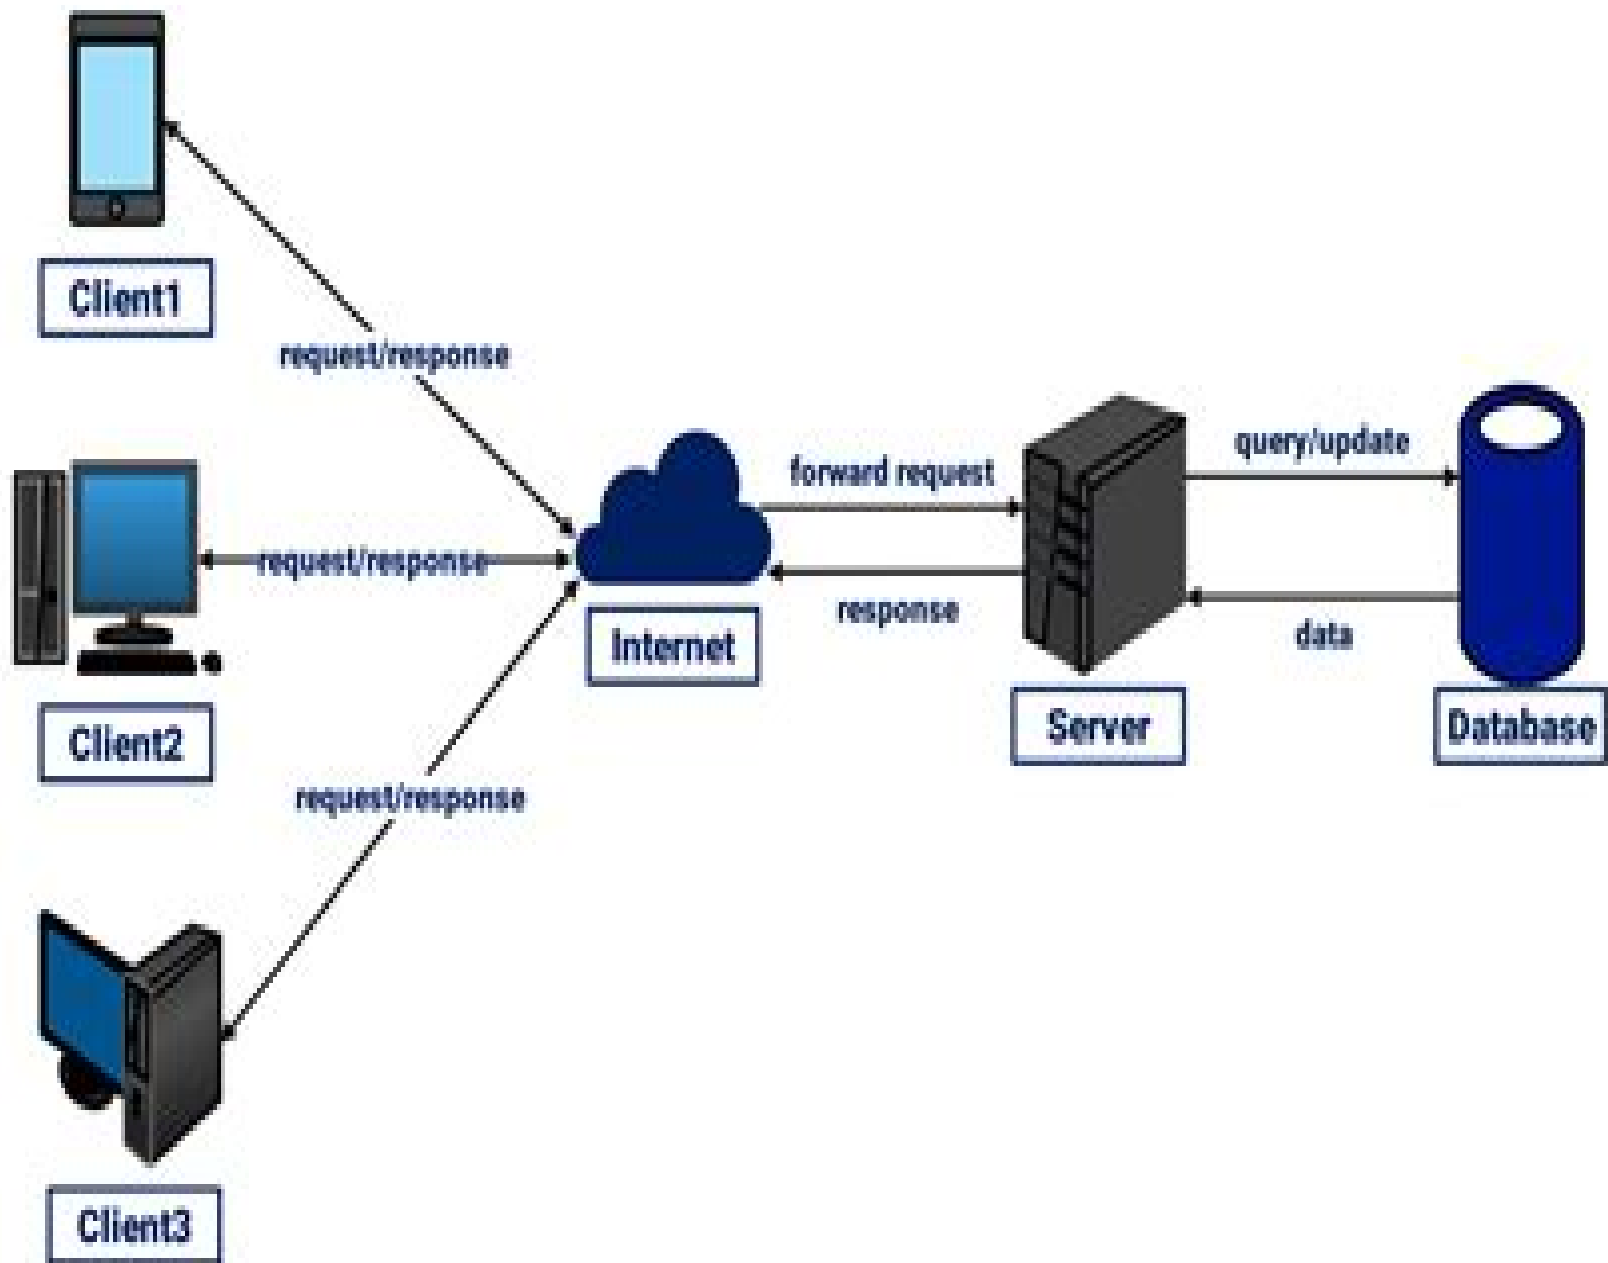 Client1
request/response
query/update
forward request
request/response
response
Internet
data
Client2
Server
Database
request/response
Client3